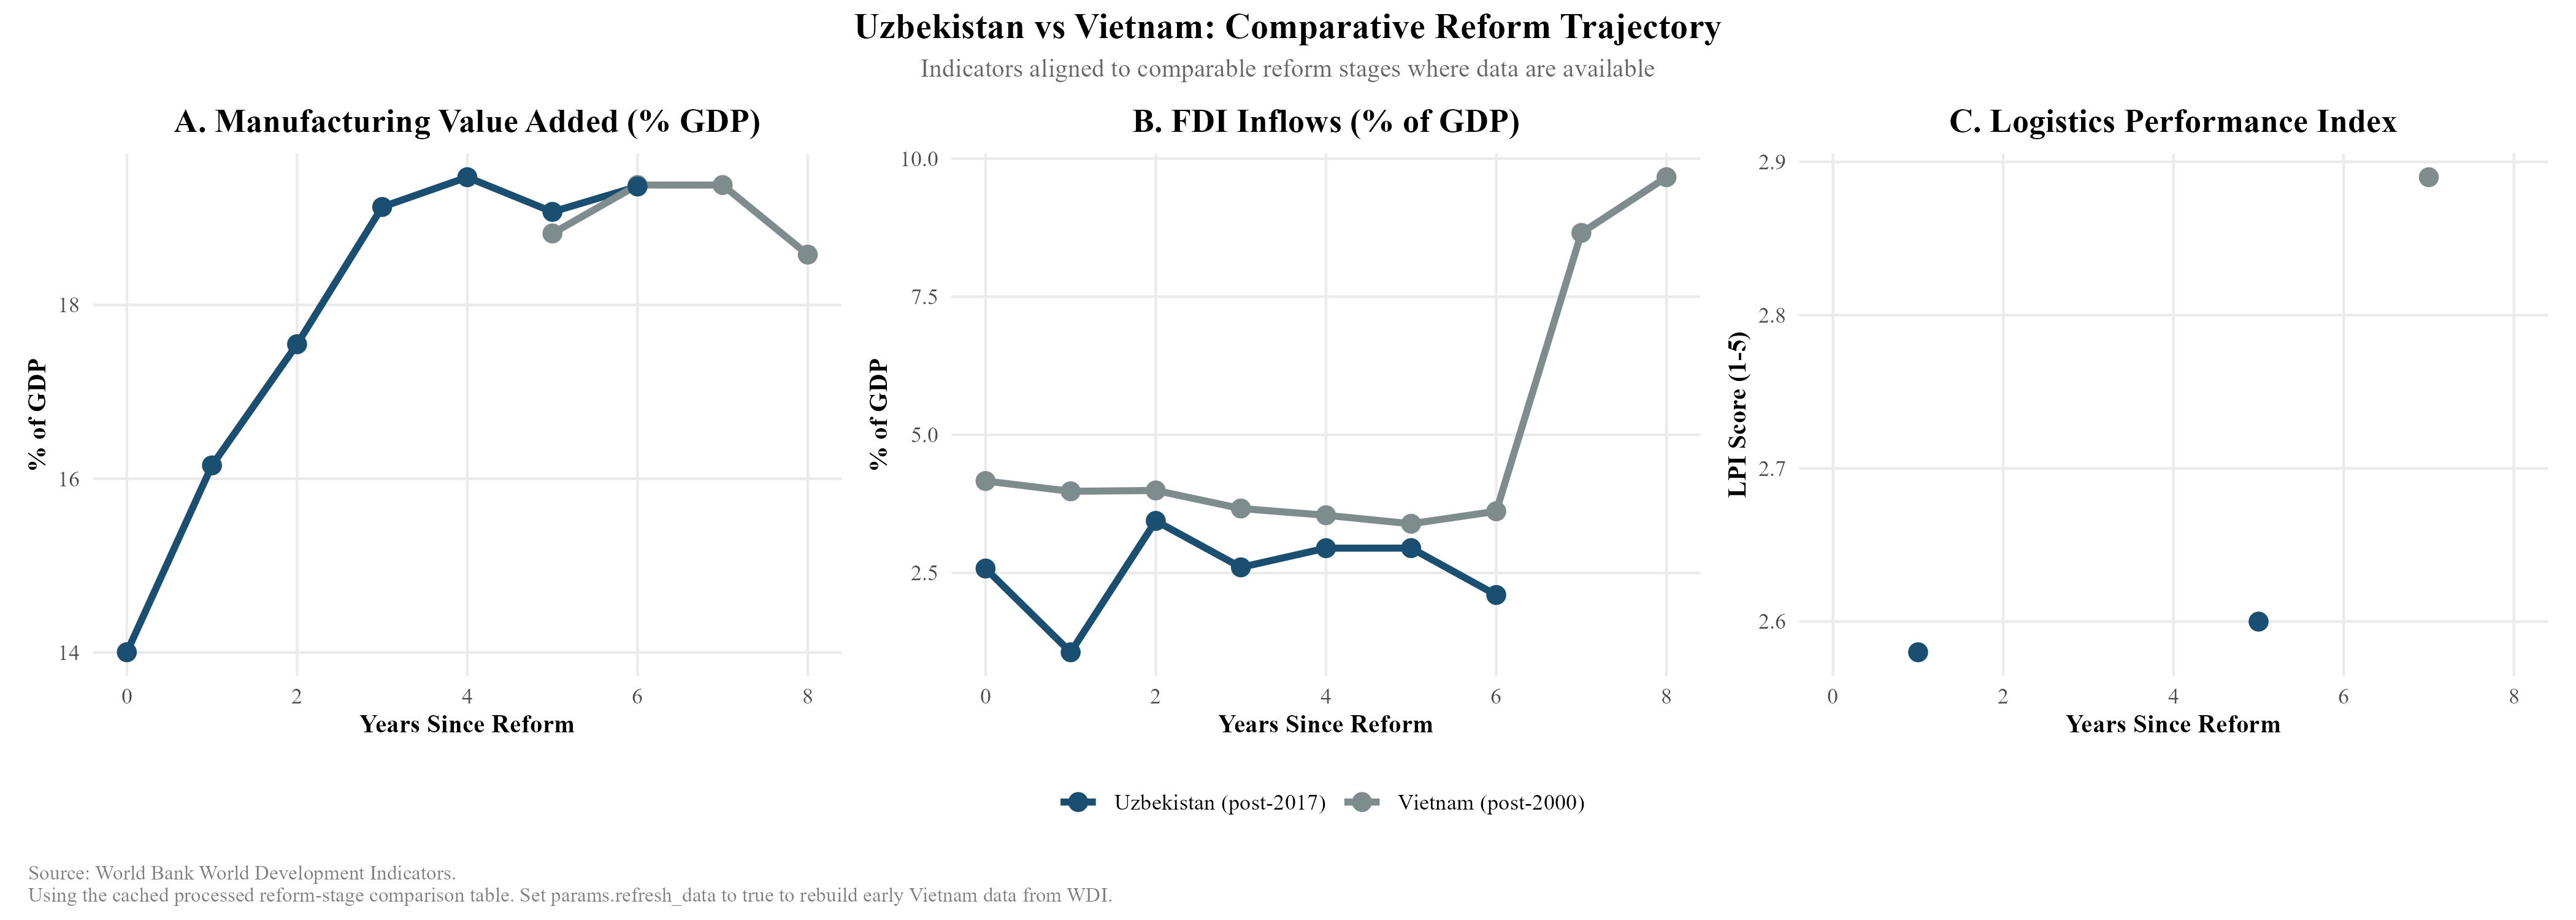 Uzbekistan vs Vietnam: Comparative Reform Trajectory
Indicators aligned to comparable reform stages where data are available
A. Manufacturing Value Added (% GDP)
% of GDP
18
16
14
0 2 4 6 8
Years Since Reform
B. FDI Inflows (% of GDP)
% of GDP
10.0
7.5
5.0
2.5
0 2 4 6 8
Years Since Reform
C. Logistics Performance Index
LPI Score (1-5)
2.9
2.8
2.7
2.6
0 2 4 6 8
Years Since Reform
Uzbekistan (post-2017) Vietnam (post-2000)
Source: World Bank World Development Indicators.
Using the cached processed reform-stage comparison table. Set params.refresh_data to true to rebuild early Vietnam data from WDI.